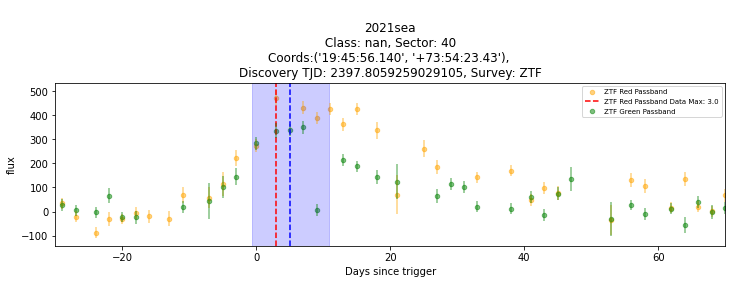 2021sea
Class: nan, Sector: 40
Coords:('19:45:56.140', '+73:54:23.43'),
Discovery TJD: 2397.8059259029105, Survey: ZTF
ZTF Red Passband
ZTF Red Passband Data Max: 3.0
ZTF Green Passband
flux
500
400
300
200
100
0
−100
−20
0
20
40
60
Days since trigger